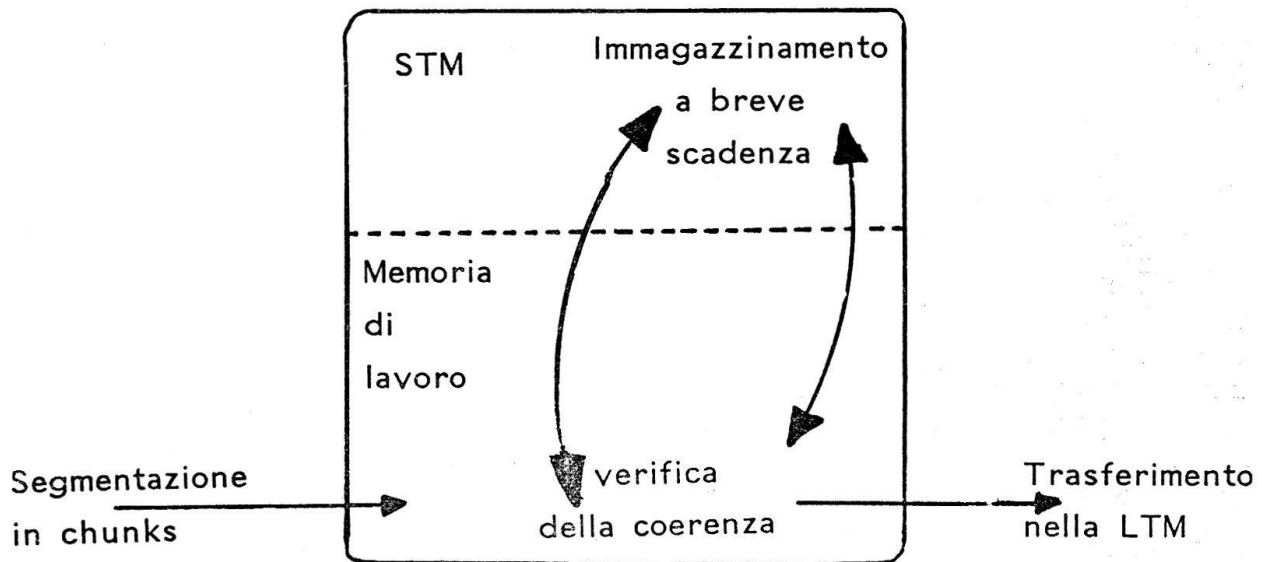 STM
Immagazzinamento
a breve
scadenza
Memoria
di
lavoro
Segmentazione
in chunks
verifica
della coerenza
Trasferimento
nella LTM